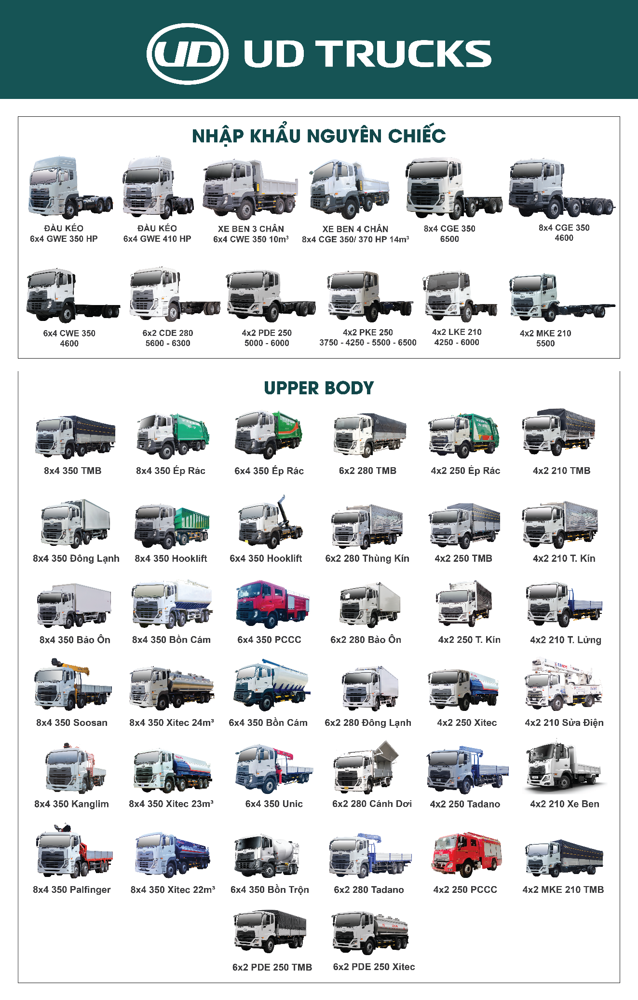 UD UD TRUCKS
NHẬP KHẨU NGUYÊN CHIẾC
ĐÀU KÉO
6x4 GWE 350 HP
ĐÀU KÉO
6x4 GWE 410 HP
XE BEN 3 CHÂN
6x4 CWE 350 10m³
XE BEN 4 CHÂN
8x4 CGE 350/ 370 HP 14m³
8x4 CGE 350
6500
8x4 CGE 350
4600
6x4 CWE 350
4600
6x2 CDE 280
5600 - 6300
4x2 PDE 250
5000 - 6000
4x2 PKE 250
3750 - 4250 - 5500 - 6500
4x2 LKE 210
4250 - 6000
4x2 MKE 210
5500
UPPER BODY
8x4 350 TMB
8x4 350 Ép Rác
6x4 350 Ép Rác
6x2 280 TMB
4x2 250 Ép Rác
4x2 210 TMB
8x4 350 Đông Lạnh
8x4 350 Hooklift
6x4 350 Hooklift
6x2 280 Thùng Kín
4x2 250 TMB
4x2 210 T. Kín
8x4 350 Bảo Ôn
8x4 350 Bồn Cám
6x4 350 PCCC
6x2 280 Bảo Ôn
4x2 250 T. Kín
4x2 210 T. Lửng
8x4 350 Soosan
8x4 350 Xitec 24m³
6x4 350 Bồn Cám
6x2 280 Đông Lạnh
4x2 250 Xitec
4x2 210 Sửa Điện
8x4 350 Kanglim
8x4 350 Xitec 23m³
6x4 350 Unic
6x2 280 Cánh Dơi
4x2 250 Tadano
4x2 210 Xe Ben
8x4 350 Palfinger
8x4 350 Xitec 22m³
6x4 350 Bồn Trộn
6x2 280 Tadano
4x2 250 PCCC
4x2 MKE 210 TMB
6x2 PDE 250 TMB
6x2 PDE 250 Xitec